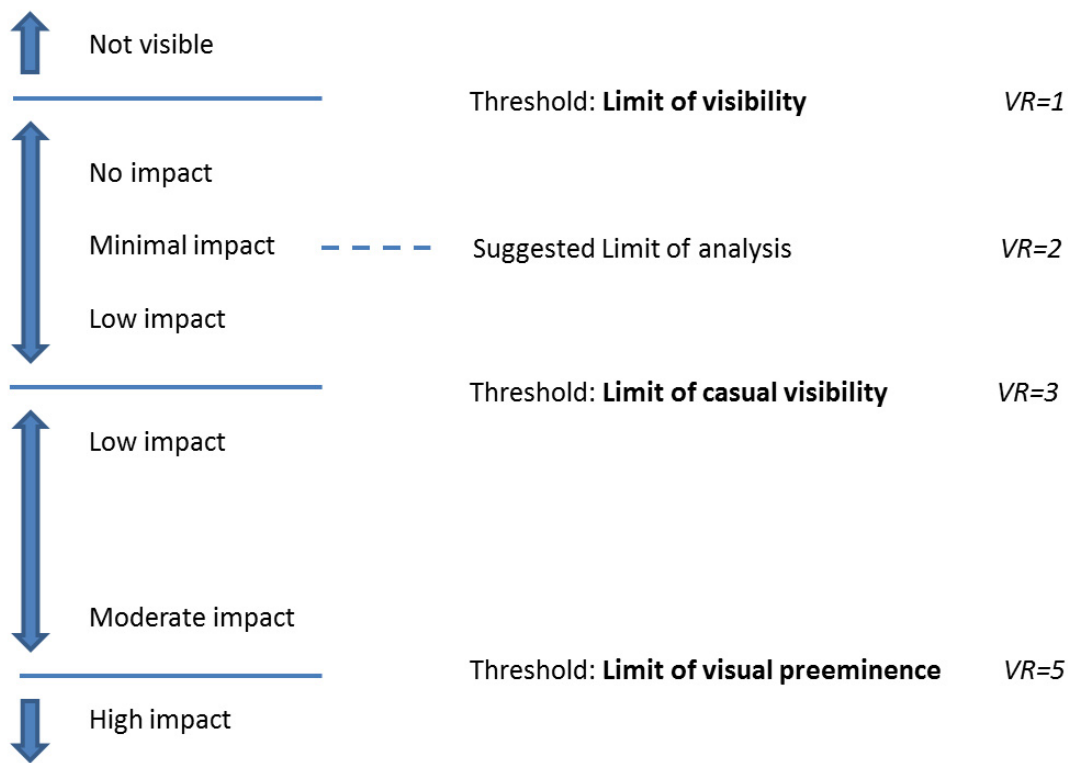 Not visible
Threshold: Limit of visibility VR=1
No impact
Minimal impact Suggested Limit of analysis VR=2
Low impact
Threshold: Limit of casual visibility VR=3
Low impact
Moderate impact
Threshold: Limit of visual preeminence VR=5
High impact